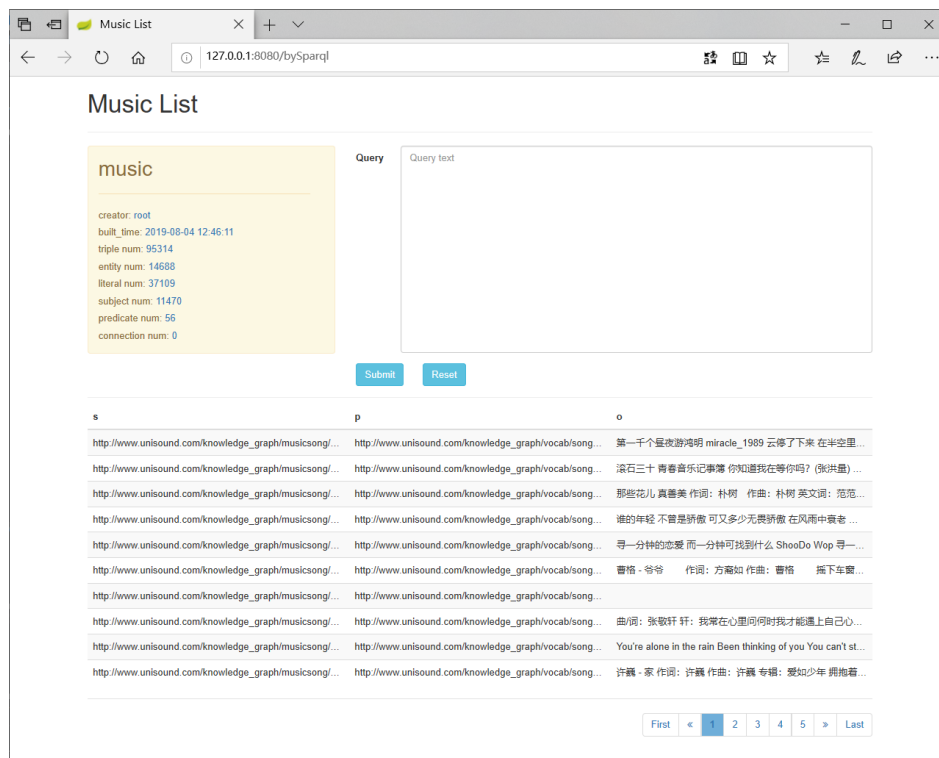 Music List
127.0.0.1:8080/bySparql
Music List
music
creator: root
built_time: 2019-08-04 12:46:11
triple num: 95314
entity num: 14688
literal num: 37109
subject num: 11470
predicate num: 56
connection num: 0
Query
Query text
Submit Reset
s p o
http://www.unisound.com/knowledge_graph/musicsong/... http://www.unisound.com/knowledge_graph/vocab/song... 第一千个昼夜游鸿明 miracle_1989 云停了下来 在半空里...
http://www.unisound.com/knowledge_graph/musicsong/... http://www.unisound.com/knowledge_graph/vocab/song... 滚石三十 青春音乐记事簿 你知道我在等你吗? (张洪量) ...
http://www.unisound.com/knowledge_graph/musicsong/... http://www.unisound.com/knowledge_graph/vocab/song... 那些花儿 真善美 作词：朴树 作曲：朴树 英文词：范范...
http://www.unisound.com/knowledge_graph/musicsong/... http://www.unisound.com/knowledge_graph/vocab/song... 谁的年轻 不曾是骄傲 可又多少无畏骄傲 在风雨中衰老 ...
http://www.unisound.com/knowledge_graph/musicsong/... http://www.unisound.com/knowledge_graph/vocab/song... 寻一分钟的恋爱 而一分钟可找到什么 ShooDo Wop 寻一...
http://www.unisound.com/knowledge_graph/musicsong/... http://www.unisound.com/knowledge_graph/vocab/song... 曹格 - 爷爷 作词：方裔如 作曲：曹格 摇下车窗...
http://www.unisound.com/knowledge_graph/musicsong/... http://www.unisound.com/knowledge_graph/vocab/song...
http://www.unisound.com/knowledge_graph/musicsong/... http://www.unisound.com/knowledge_graph/vocab/song... 曲/词：张敬轩 轩：我常在心里问何时我才能遇上自己心...
http://www.unisound.com/knowledge_graph/musicsong/... http://www.unisound.com/knowledge_graph/vocab/song... You're alone in the rain Been thinking of you You can't st...
http://www.unisound.com/knowledge_graph/musicsong/... http://www.unisound.com/knowledge_graph/vocab/song... 许巍 - 家 作词：许巍 作曲：许巍 专辑：爱如少年 拥抱着...
First « 1 2 3 4 5 » Last